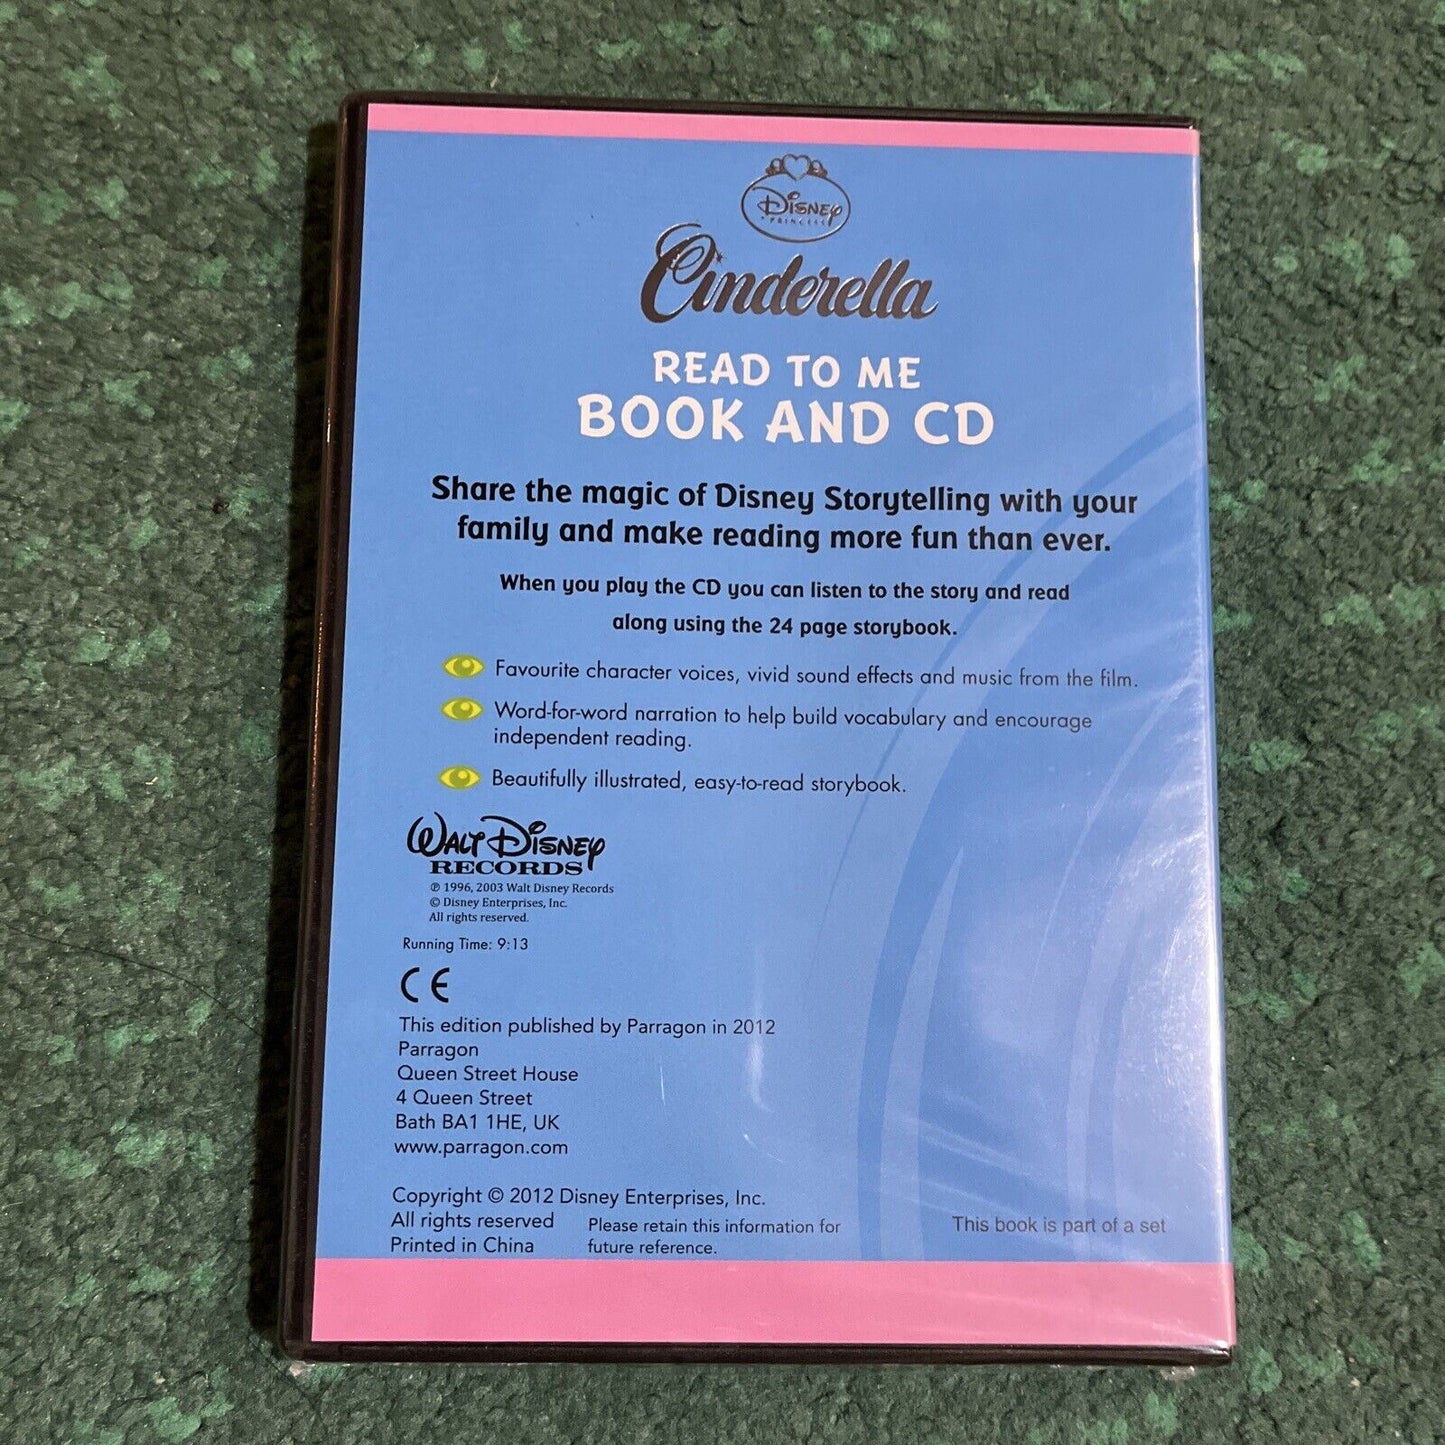 Disney
PRINCESS
Cinderella
READ TO ME
BOOK AND CD
Share the magic of Disney Storytelling with your
family and make reading more fun than ever.
When you play the CD you can listen to the story and read
along using the 24 page storybook.
Favourite character voices, vivid sound effects and music from the film.
Word-for-word narration to help build vocabulary and encourage
independent reading.
Beautifully illustrated, easy-to-read storybook.
WALT DISNEY
RECORDS
℗ 1996, 2003 Walt Disney Records
© Disney Enterprises, Inc.
All rights reserved.
Running Time: 9:13
CE
This edition published by Parragon in 2012
Parragon
Queen Street House
4 Queen Street
Bath BA1 1HE, UK
www.parragon.com
Copyright © 2012 Disney Enterprises, Inc.
All rights reserved
Printed in China
Please retain this information for
future reference.
This book is part of a set